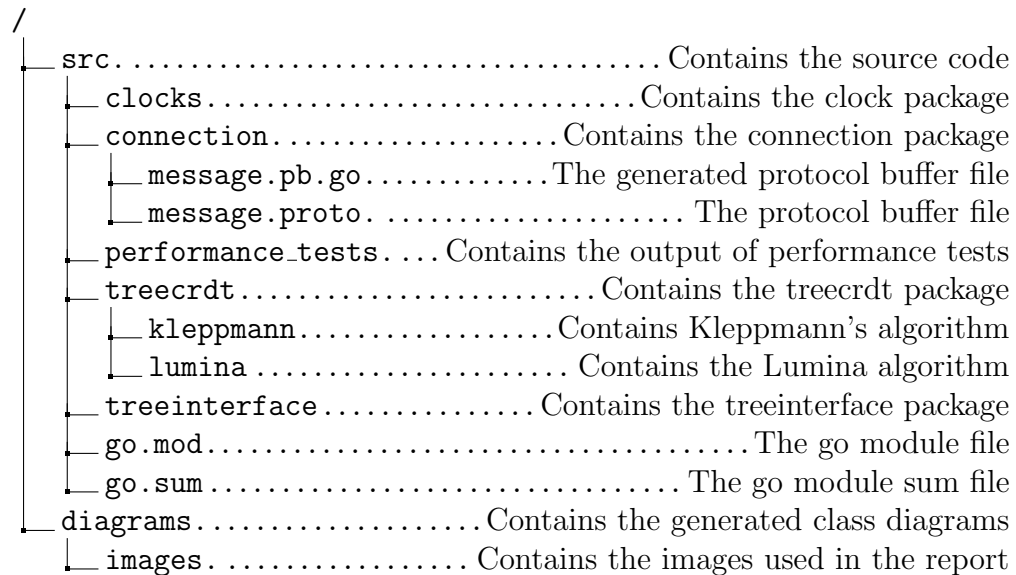 /
src. . . . . . . . . . . . . . . . . . . . . . . . . . . . . . . . . . . . . . Contains the source code
clocks. . . . . . . . . . . . . . . . . . . . . . . . . . . . . . Contains the clock package
connection. . . . . . . . . . . . . . . . . . . . Contains the connection package
message.pb.go. . . . . . . . . . . . . The generated protocol buffer file
message.proto. . . . . . . . . . . . . . . . . . . . . . The protocol buffer file
performance_tests. . . . Contains the output of performance tests
treecrdt. . . . . . . . . . . . . . . . . . . . . . . . . Contains the treecrdt package
kleppmann. . . . . . . . . . . . . . . . . . Contains Kleppmann's algorithm
lumina . . . . . . . . . . . . . . . . . . . . . . Contains the Lumina algorithm
treeinterface. . . . . . . . . . . . . . . Contains the treeinterface package
go.mod. . . . . . . . . . . . . . . . . . . . . . . . . . . . . . . . . . . . . . The go module file
go.sum . . . . . . . . . . . . . . . . . . . . . . . . . . . . . . . . . The go module sum file
diagrams. . . . . . . . . . . . . . . . . . . . Contains the generated class diagrams
images. . . . . . . . . . . . . . . . . . Contains the images used in the report